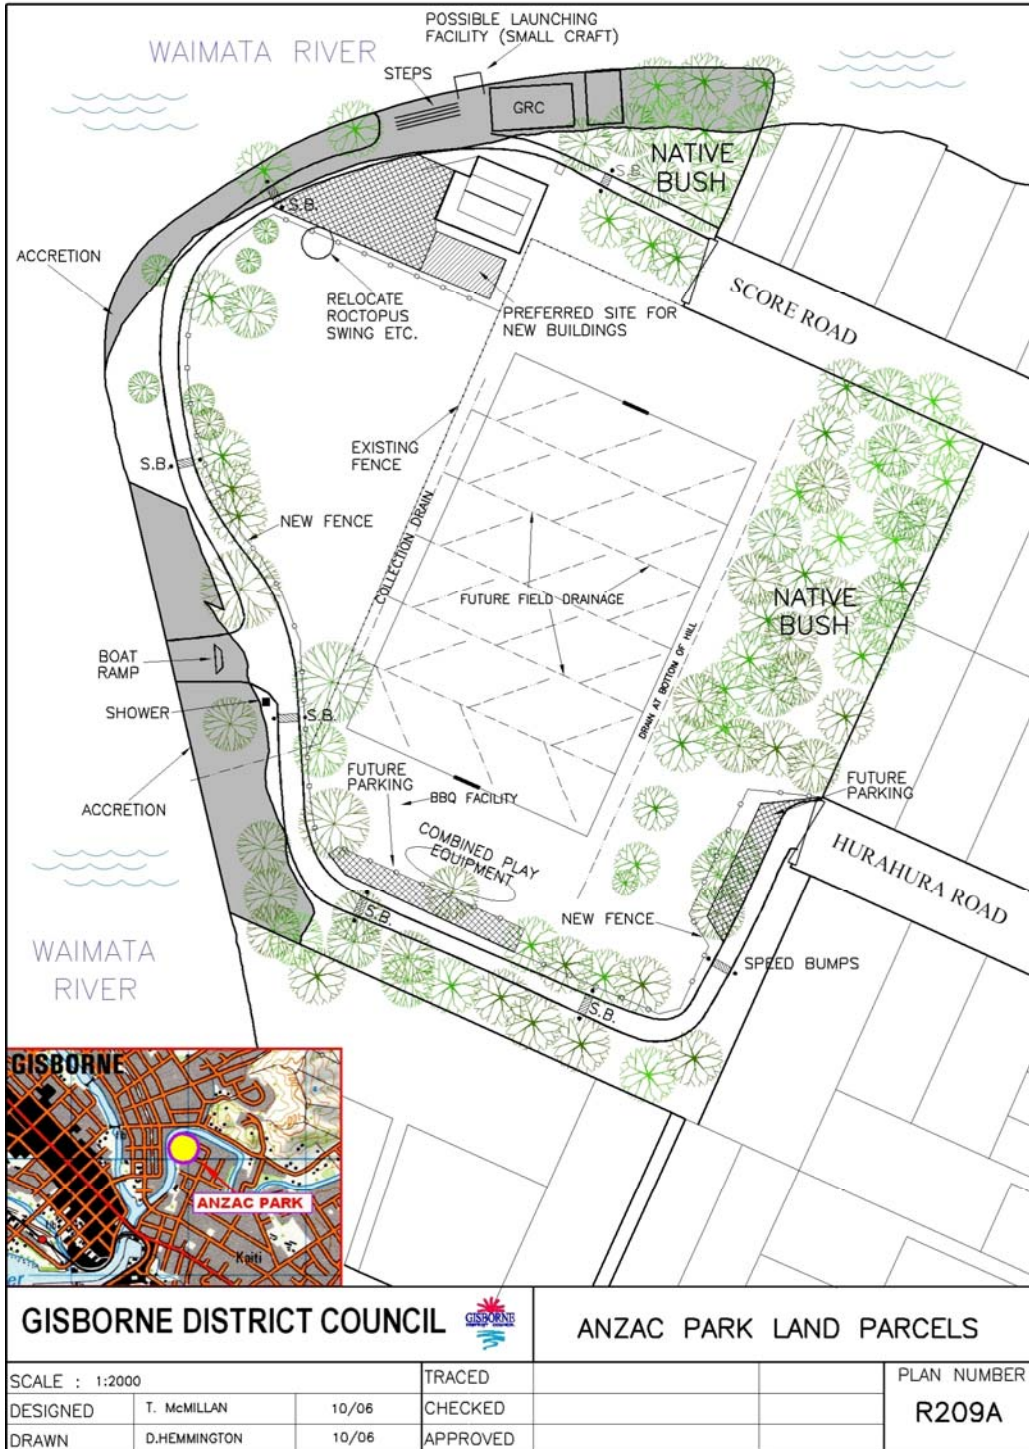 POSSIBLE LAUNCHING
FACILITY (SMALL CRAFT)
WAIMATA RIVER
STEPS
GRC
NATIVE
BUSH
S.B.
S.B.
ACCRETION
RELOCATE
ROCTOPUS
SWING ETC.
PREFERRED SITE FOR
NEW BUILDINGS
SCORE ROAD
EXISTING
FENCE
S.B.
COLLECTION DRAIN
NEW FENCE
FUTURE FIELD DRAINAGE
NATIVE
BUSH
BOAT
RAMP
DRAIN AT BOTTOM OF HILL
SHOWER
S.B.
FUTURE
PARKING
BBQ FACILITY
FUTURE
PARKING
ACCRETION
COMBINED PLAY
EQUIPMENT
HURAHURA ROAD
S.B.
NEW FENCE
WAIMATA
RIVER
SPEED BUMPS
S.B.
GISBORNE
ANZAC PARK
Kaiti
GISBORNE DISTRICT COUNCIL
GISBORNE
ANZAC PARK LAND PARCELS
SCALE : 1:2000
TRACED
PLAN NUMBER
DESIGNED T. McMILLAN 10/06 CHECKED
R209A
DRAWN D.HEMMINGTON 10/06 APPROVED